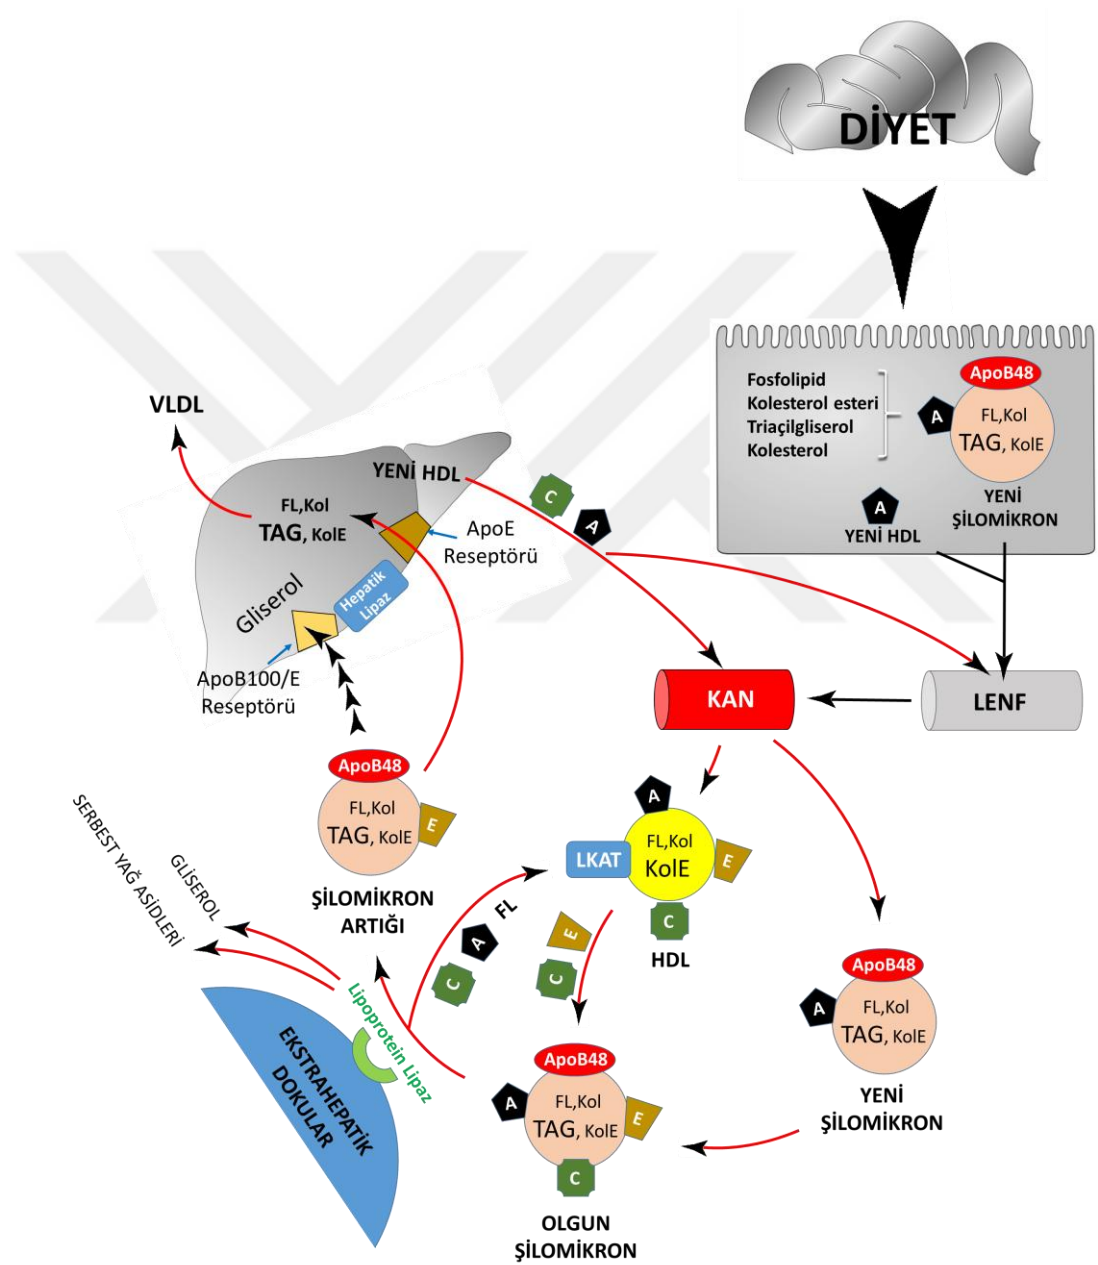 DİYET
Fosfolipid
Kolesterol esteri
Triaçilgliserol
Kolesterol
ApoB48
A
FL,Kol
TAG, KolE
YENİ
ŞİLOMİKRON
A
YENİ HDL
VLDL
YENİ HDL
FL,Kol
TAG, KolE
ApoE
Reseptörü
Gliserol
Hepatik
Lipaz
ApoB100/E
Reseptörü
C
A
KAN
LENF
ApoB48
FL,Kol
TAG, KolE
E
ŞİLOMİKRON
ARTIĞI
A
FL,Kol
KolE
LKAT
E
C
HDL
SERBEST YAĞ ASİDLERİ
GLİSEROL
C
A
FL
E
C
ApoB48
A
FL,Kol
TAG, KolE
YENİ
ŞİLOMİKRON
Lipoprotein Lipaz
EKSTRAHEPATİK
DOKULAR
ApoB48
A
FL,Kol
TAG, KolE
E
C
OLGUN
ŞİLOMİKRON